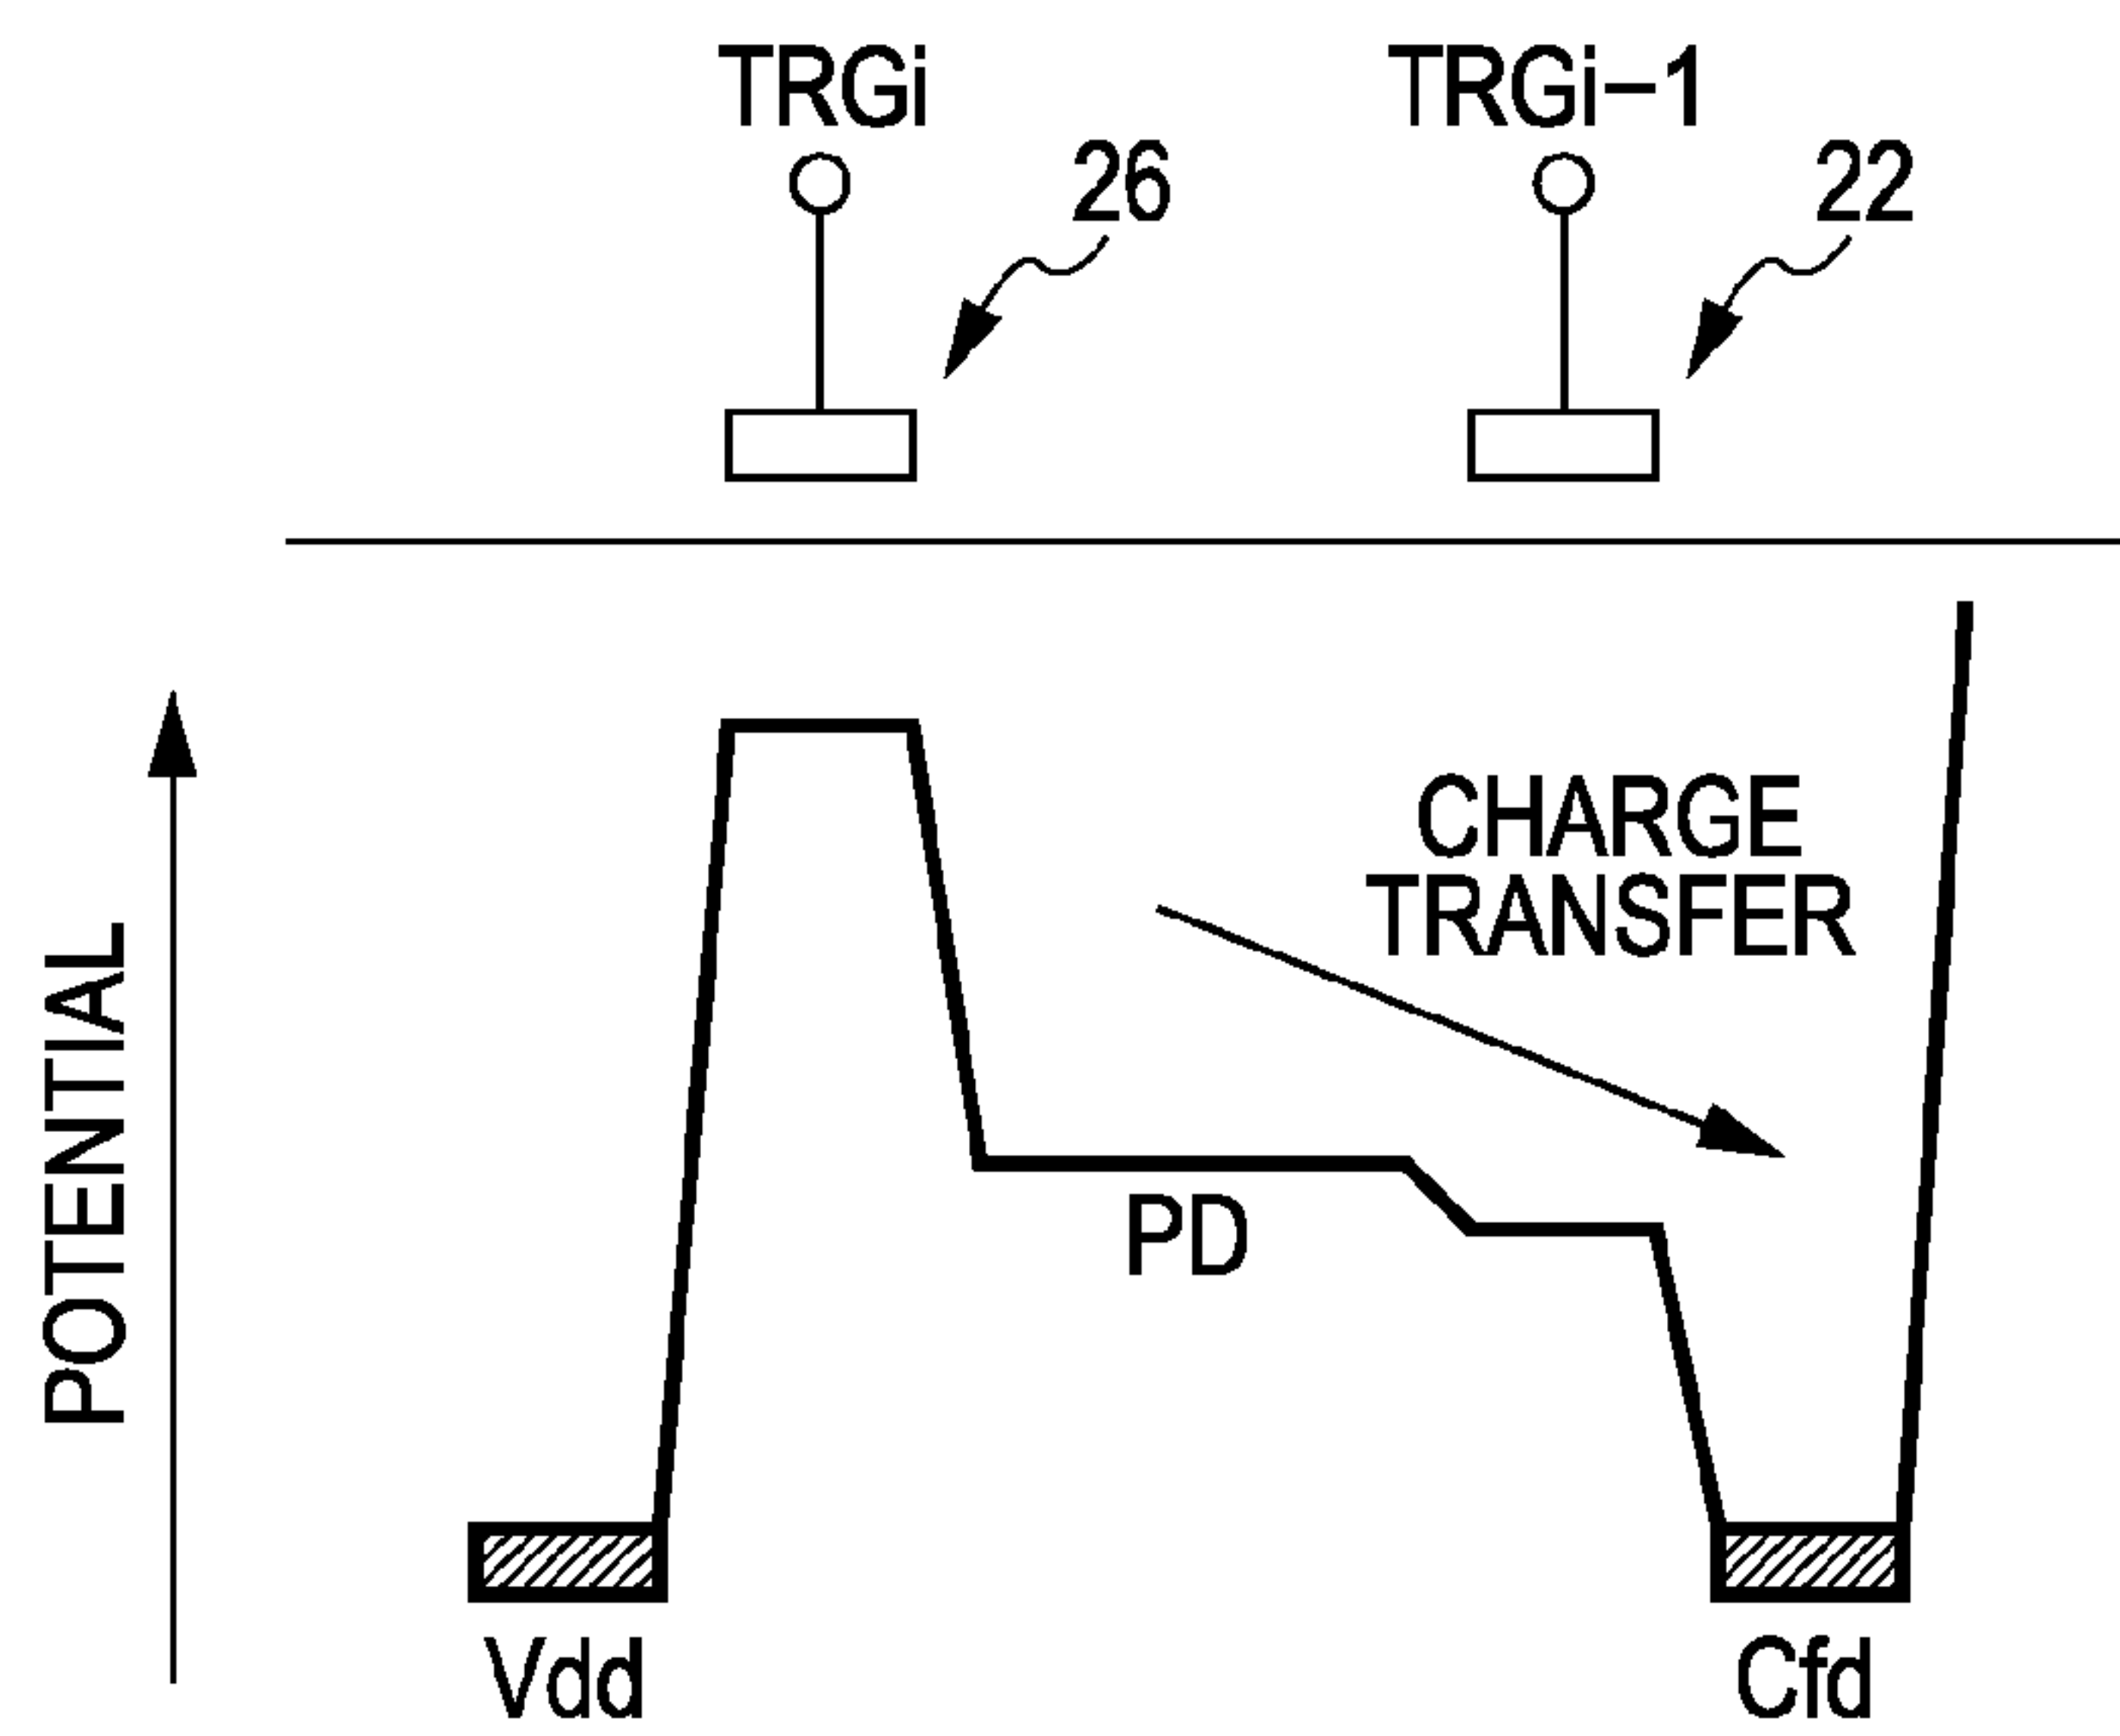 TRGi
TRGi−1
26
22
CHARGE
TRANSFER
POTENTIAL
PD
Vdd
Cfd